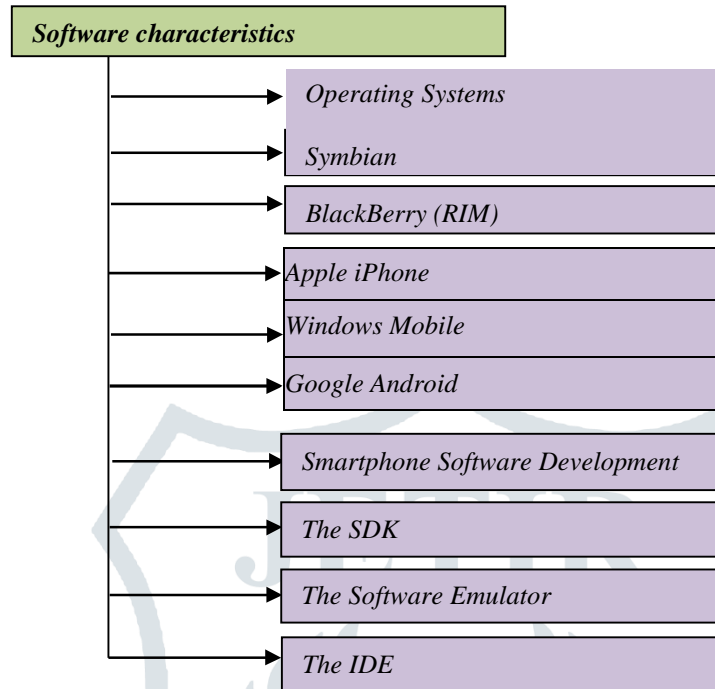 Software characteristics
Operating Systems
Symbian
BlackBerry (RIM)
Apple iPhone
Windows Mobile
Google Android
Smartphone Software Development
JETIR
The SDK
The Software Emulator
The IDE